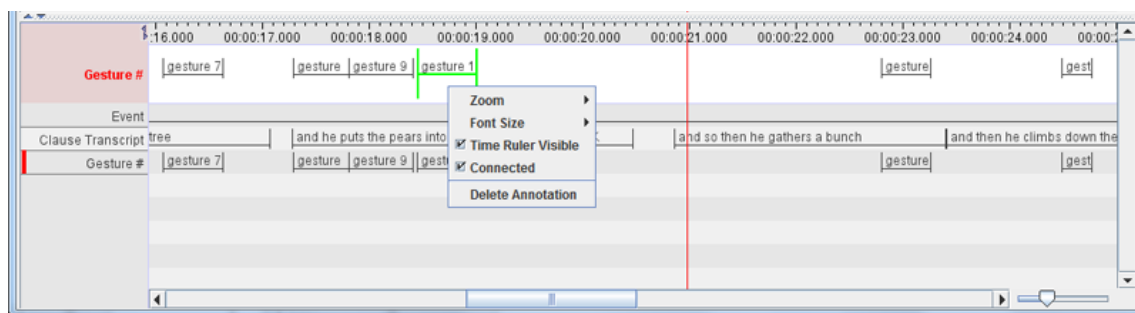 :16.000 00:00:17.000 00:00:18.000 00:00:19.000 00:00:20.000 00:00:21.000 00:00:22.000 00:00:23.000 00:00:24.000 00:00:2
Gesture # gesture 7 gesture gesture 9 gesture 1 gesture gest
Zoom
Font Size
Event
Clause Transcript tree and he puts the pears into and so then he gathers a bunch and then he climbs down the
Time Ruler Visible
Gesture # gesture 7 gesture gesture 9 gest gesture gest
Connected
Delete Annotation